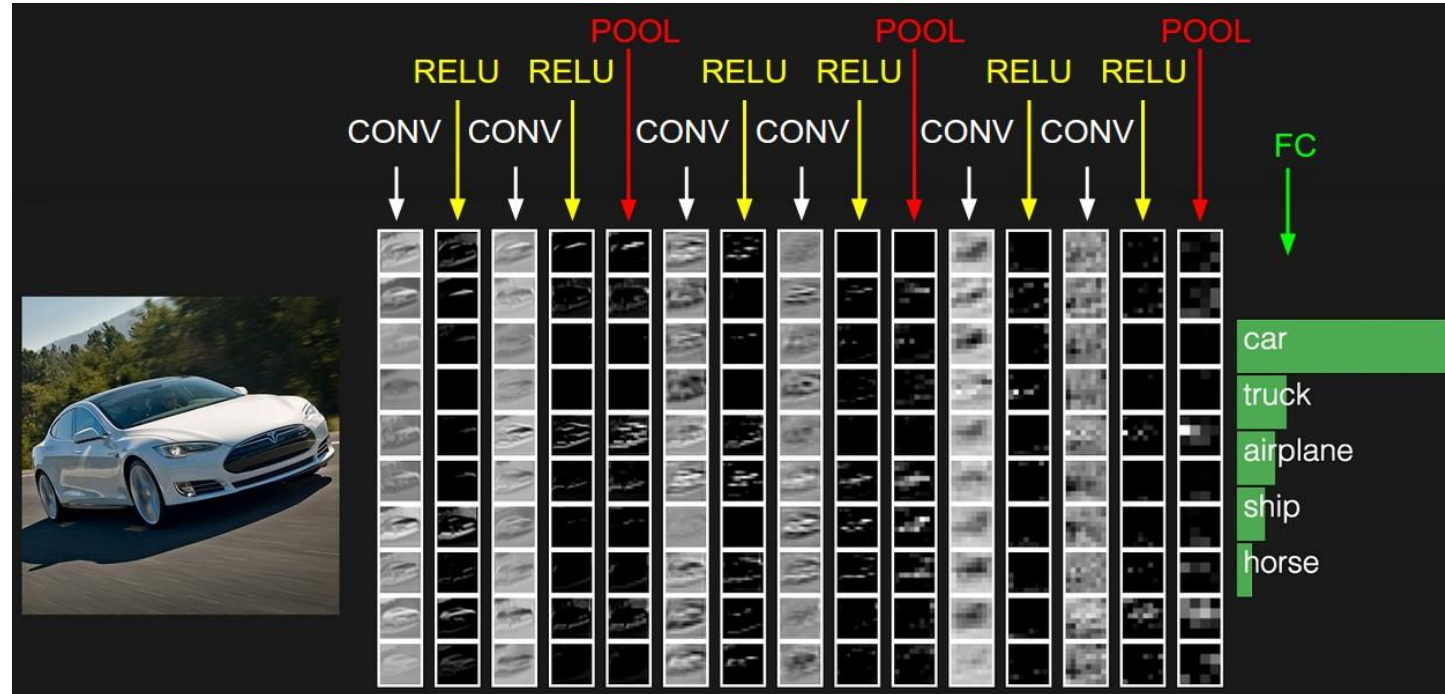 POOL POOL POOL
RELU RELU RELU RELU RELU RELU
CONV CONV CONV CONV CONV CONV
FC
car
truck
airplane
ship
horse